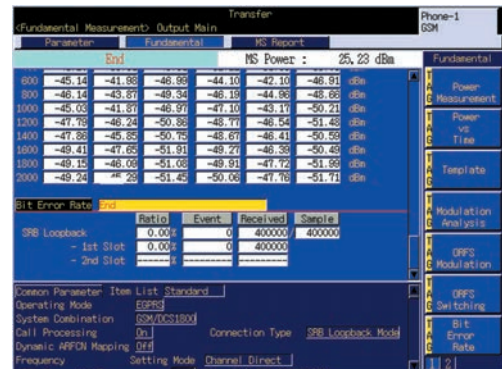 Transfer
Phone-1
<Fundamental Measurement> Output Main
GSM
Parameter Fundamental MS Report
End MS Power : 25.23 dBm
Fundamental
600 -45.14 -41.98 -46.99 -44.10 -42.10 -46.91 dBm
800 -46.14 -43.87 -49.34 -46.19 -44.96 -48.66 dBm
1000 -45.03 -41.87 -46.97 -47.10 -43.17 -50.21 dBm
1200 -47.79 -46.24 -50.86 -48.77 -46.54 -51.48 dBm
1400 -47.86 -45.85 -50.75 -48.67 -46.41 -50.59 dBm
1600 -49.41 -47.65 -51.91 -49.27 -46.39 -50.49 dBm
1800 -49.15 -46.09 -51.08 -49.91 -47.72 -51.99 dBm
2000 -49.24 -51.45 -50.06 -47.76 -51.71 dBm
Bit Error Rate End
Ratio Event Received Sample
SRB Loopback 0.00 % 0 400000 / 400000
- 1st Slot 0.00 % 0 400000
- 2nd Slot -----% ------ ------
Common Parameter Item List Standard
Operating Mode EGPRS
System Combination GSM/DCS1800
Call Processing On Connection Type SRB Loopback Mode
Dynamic ARFCN Mapping Off
Frequency Setting Mode Channel Direct
TAG Power Measurement
TAG Power vs Time
TAG Template
TAG Modulation Analysis
TAG ORFS Modulation
TAG ORFS Switching
TAG Bit Error Rate
1 2